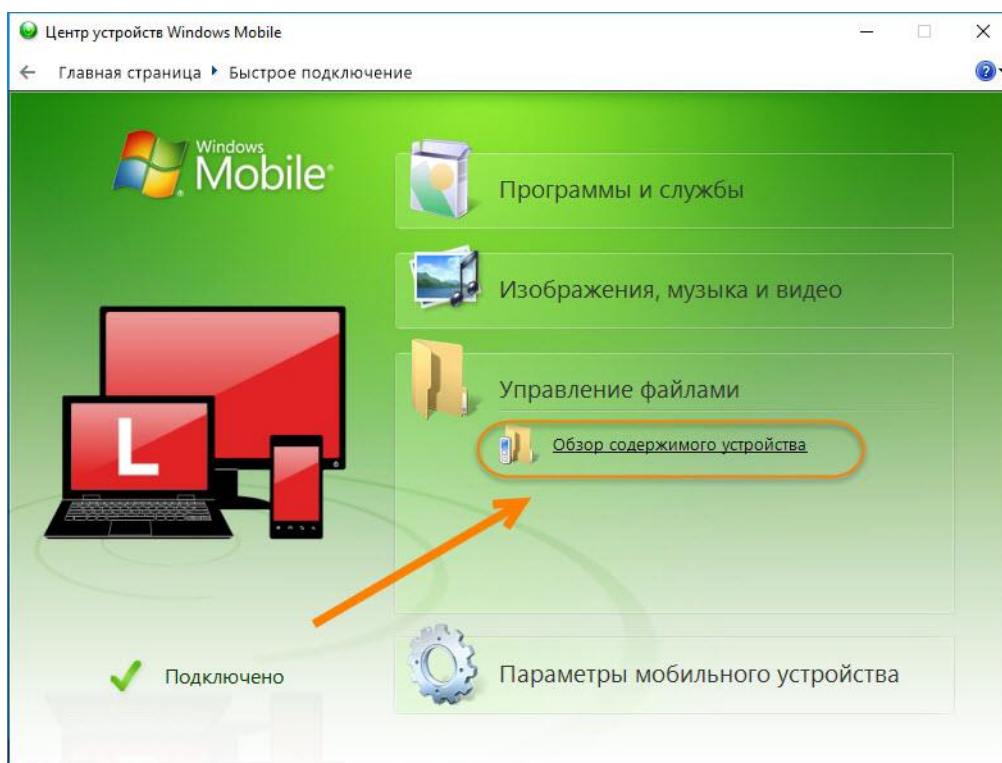 Центр устройств Windows Mobile
Главная страница Быстрое подключение
Windows
Mobile
Программы и службы
Изображения, музыка и видео
Управление файлами
Обзор содержимого устройства
L
Подключено
Параметры мобильного устройства